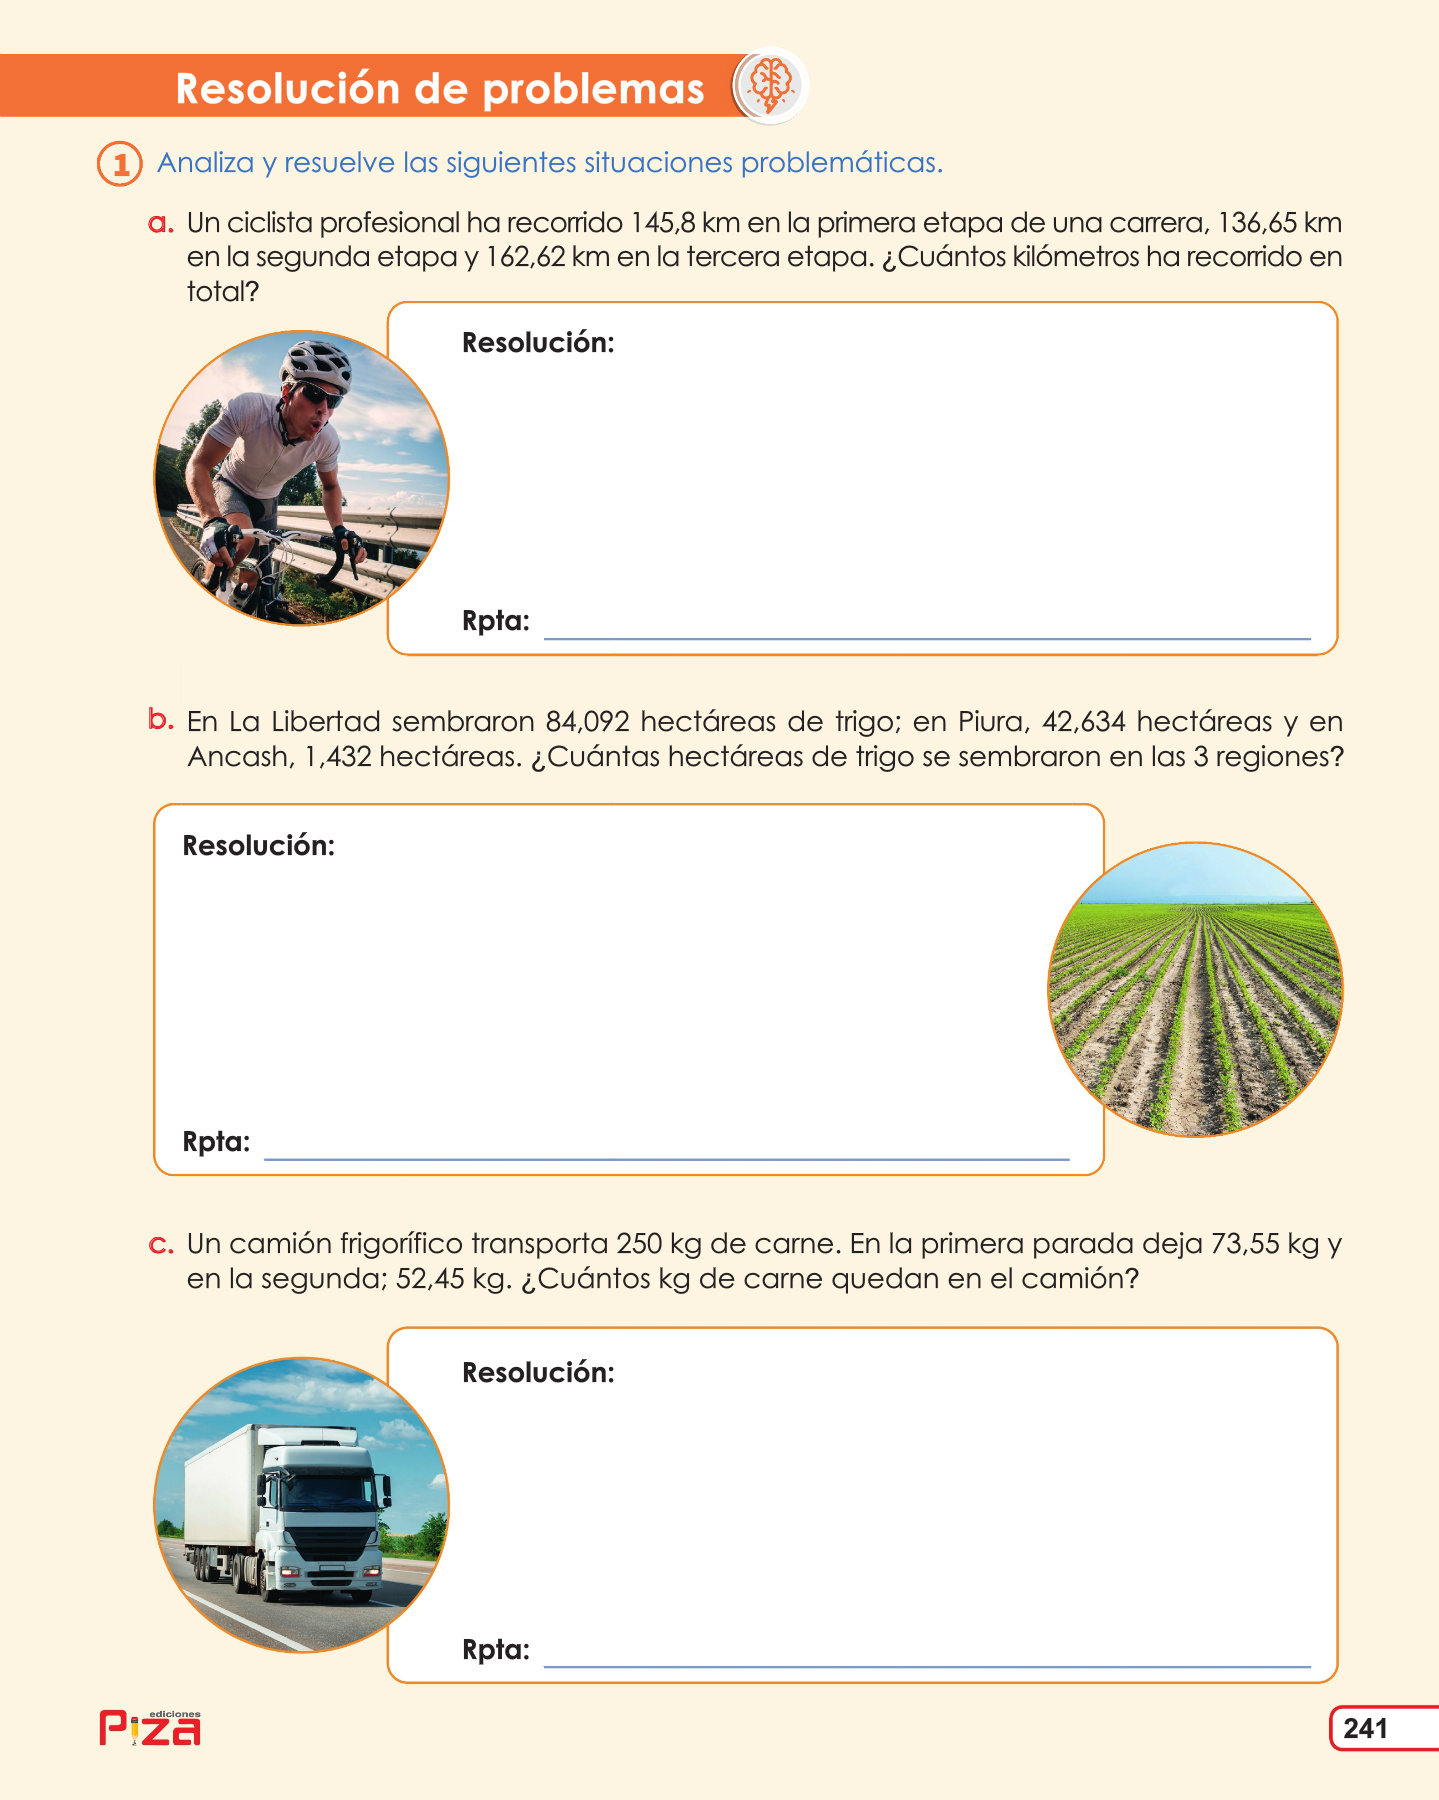 Resolución de problemas
1 Analiza y resuelve las siguientes situaciones problemáticas.
a. Un ciclista profesional ha recorrido 145,8 km en la primera etapa de una carrera, 136,65 km
en la segunda etapa y 162,62 km en la tercera etapa. ¿Cuántos kilómetros ha recorrido en
total?
Resolución:
Rpta:
b. En La Libertad sembraron 84,092 hectáreas de trigo; en Piura, 42,634 hectáreas y en
Ancash, 1,432 hectáreas. ¿Cuántas hectáreas de trigo se sembraron en las 3 regiones?
Resolución:
Rpta:
c. Un camión frigorífico transporta 250 kg de carne. En la primera parada deja 73,55 kg y
en la segunda; 52,45 kg. ¿Cuántos kg de carne quedan en el camión?
Resolución:
Rpta:
ediciones
Piza
241